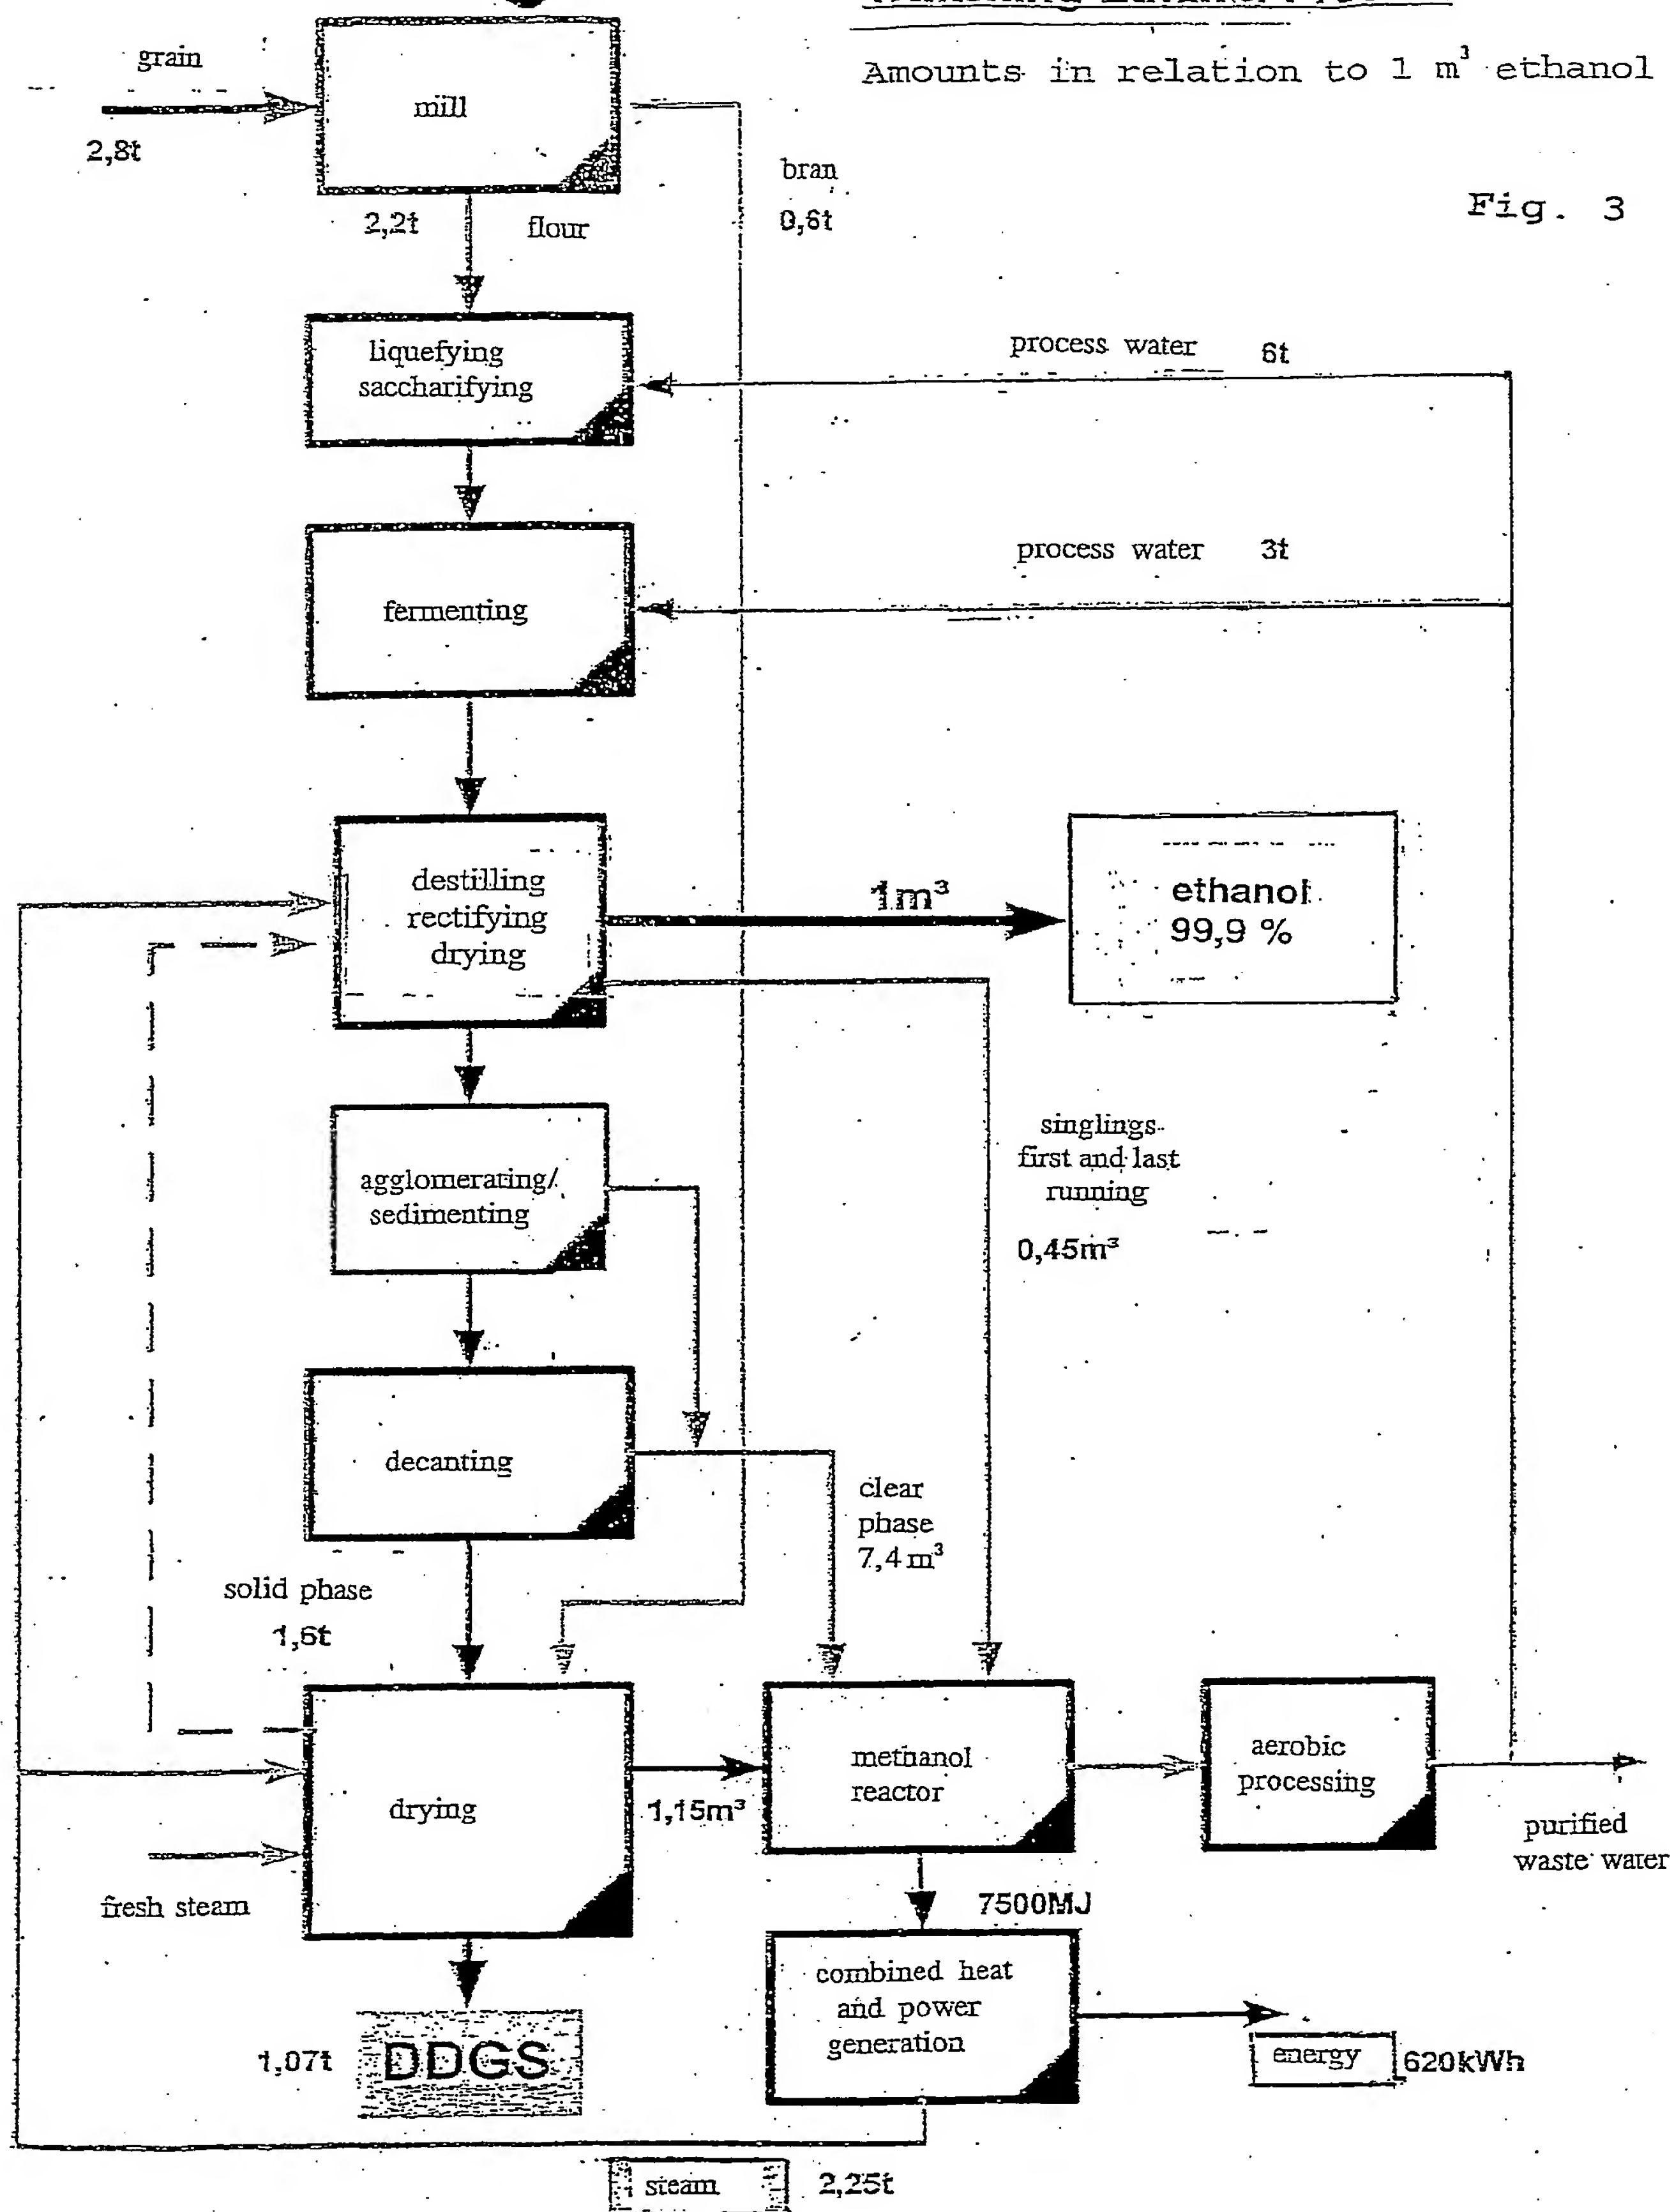 Amounts in relation to 1 m³ ethanol
Fig. 3
grain
2,8t
mill
bran
0,6t
2,2t
flour
liquefying
saccharifying
process water 6t
process water 3t
fermenting
destilling
rectifying
drying
1m³
ethanol
99,9 %
agglomerating/
sedimenting
singlings
first and last
running
0,45m³
decanting
clear
phase
7,4 m³
solid phase
1,6t
drying
1,15m³
methanol
reactor
aerobic
processing
purified
waste water
fresh steam
7500MJ
combined heat
and power
generation
energy
620kWh
1,07t
DDGS
steam
2,25t